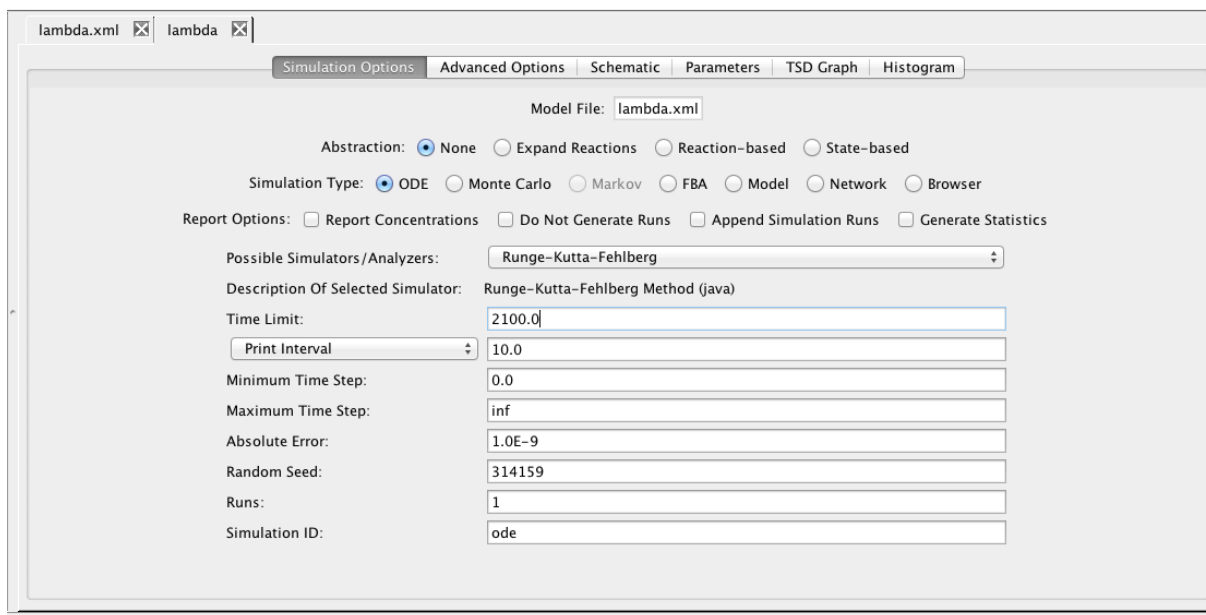 lambda.xml lambda
Simulation Options Advanced Options Schematic Parameters TSD Graph Histogram
Model File: lambda.xml
Abstraction: None Expand Reactions Reaction-based State-based
Simulation Type: ODE Monte Carlo Markov FBA Model Network Browser
Report Options: Report Concentrations Do Not Generate Runs Append Simulation Runs Generate Statistics
Possible Simulators/Analyzers: Runge-Kutta-Fehlberg
Description Of Selected Simulator: Runge-Kutta-Fehlberg Method (java)
Time Limit: 2100.0
Print Interval 10.0
Minimum Time Step: 0.0
Maximum Time Step: inf
Absolute Error: 1.0E-9
Random Seed: 314159
Runs: 1
Simulation ID: ode